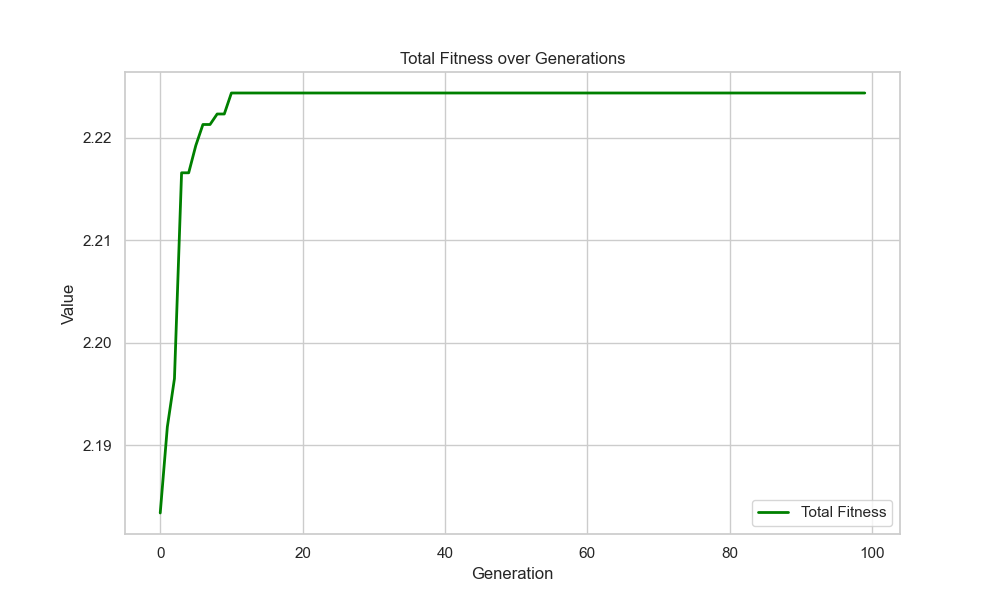 Total Fitness over Generations
2.22
2.21
2.20
2.19
Value
Total Fitness
0 20 40 60 80 100
Generation